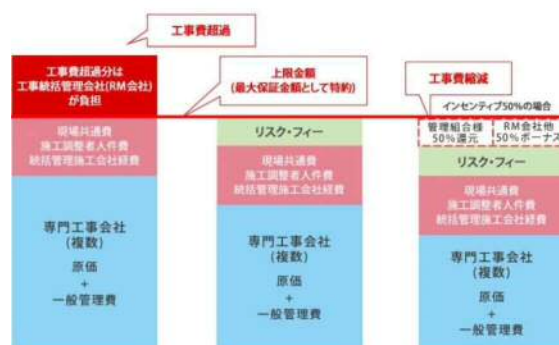 工事費超過
工事費超過分は
工事統括管理会社(RM会社)
が負担
上限金額
(最大保証金額として特約)
工事費縮減
インセンティブ50%の場合
管理組合様
50%還元
RM会社他
50%ボーナス
現場共通費
施工調整者人件費
統括管理施工会社経費
専門工事会社
(複数)
原価
+
一般管理費
リスク・フィー
現場共通費
施工調整者人件費
統括管理施工会社経費
専門工事会社
(複数)
原価
+
一般管理費
リスク・フィー
現場共通費
施工調整者人件費
統括管理施工会社経費
専門工事会社
(複数)
原価
+
一般管理費